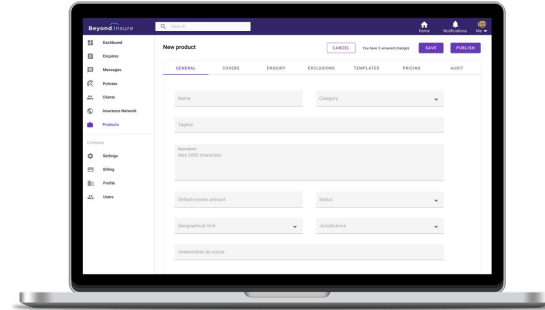 Beyond.Insure
Search
Home
Notifications
Me
Dashboard
Enquires
Messages
Policies
Clients
Insurance Network
Products
Company
Settings
Billing
Profile
Users
New product
CANCEL
You have 3 unsaved changes
SAVE
PUBLISH
GENERAL COVERS ENQUIRY EXCLUSIONS TEMPLATES PRICING AUDIT
Name
Category
Tagline
Description
Max 2000 characters
Default excess amount
Status
Geographical limit
Jurisdictions
Underwritten by notice